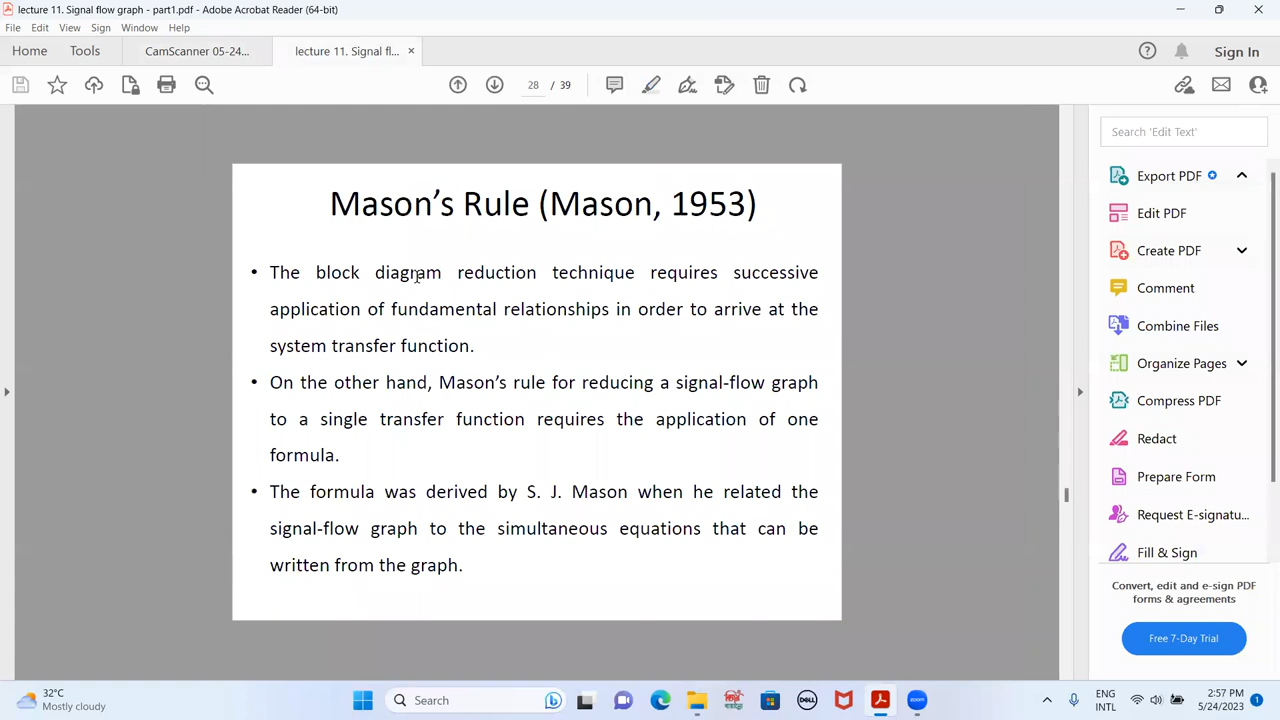 lecture 11. Signal flow graph - part1.pdf - Adobe Acrobat Reader (64-bit)
File Edit View Sign Window Help
Home Tools CamScanner 05-24... lecture 11. Signal fl... × Sign In
28 / 39
Search 'Edit Text'
Mason's Rule (Mason, 1953)
• The block diagram reduction technique requires successive
application of fundamental relationships in order to arrive at the
system transfer function.
• On the other hand, Mason's rule for reducing a signal-flow graph
to a single transfer function requires the application of one
formula.
• The formula was derived by S. J. Mason when he related the
signal-flow graph to the simultaneous equations that can be
written from the graph.
Export PDF
Edit PDF
Create PDF
Comment
Combine Files
Organize Pages
Compress PDF
Redact
Prepare Form
Request E-signatu...
Fill & Sign
Convert, edit and e-sign PDF
forms & agreements
Free 7-Day Trial
32°C
Mostly cloudy
Search
DELL
zoom
ENG
INTL
2:57 PM
5/24/2023
1